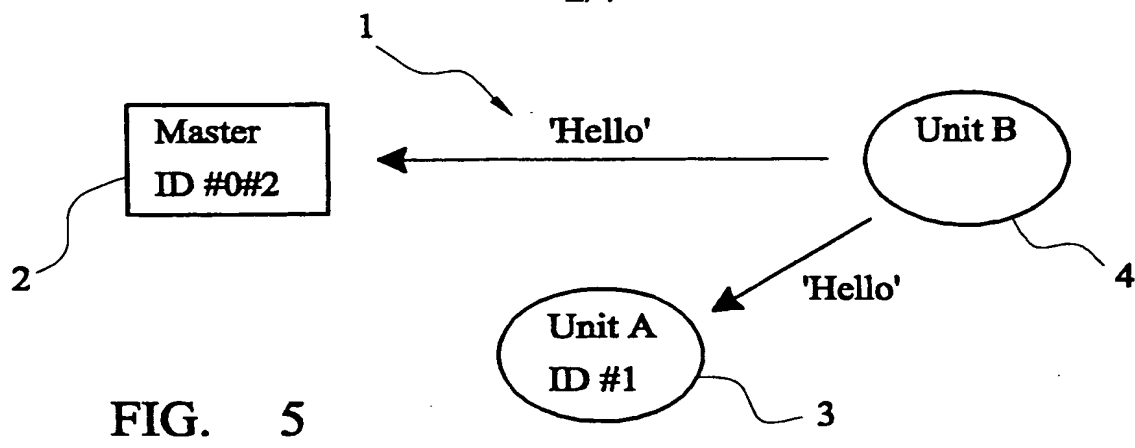 1
Master
ID #0#2
'Hello'
Unit B
2
4
'Hello'
Unit A
ID #1
3
FIG. 5